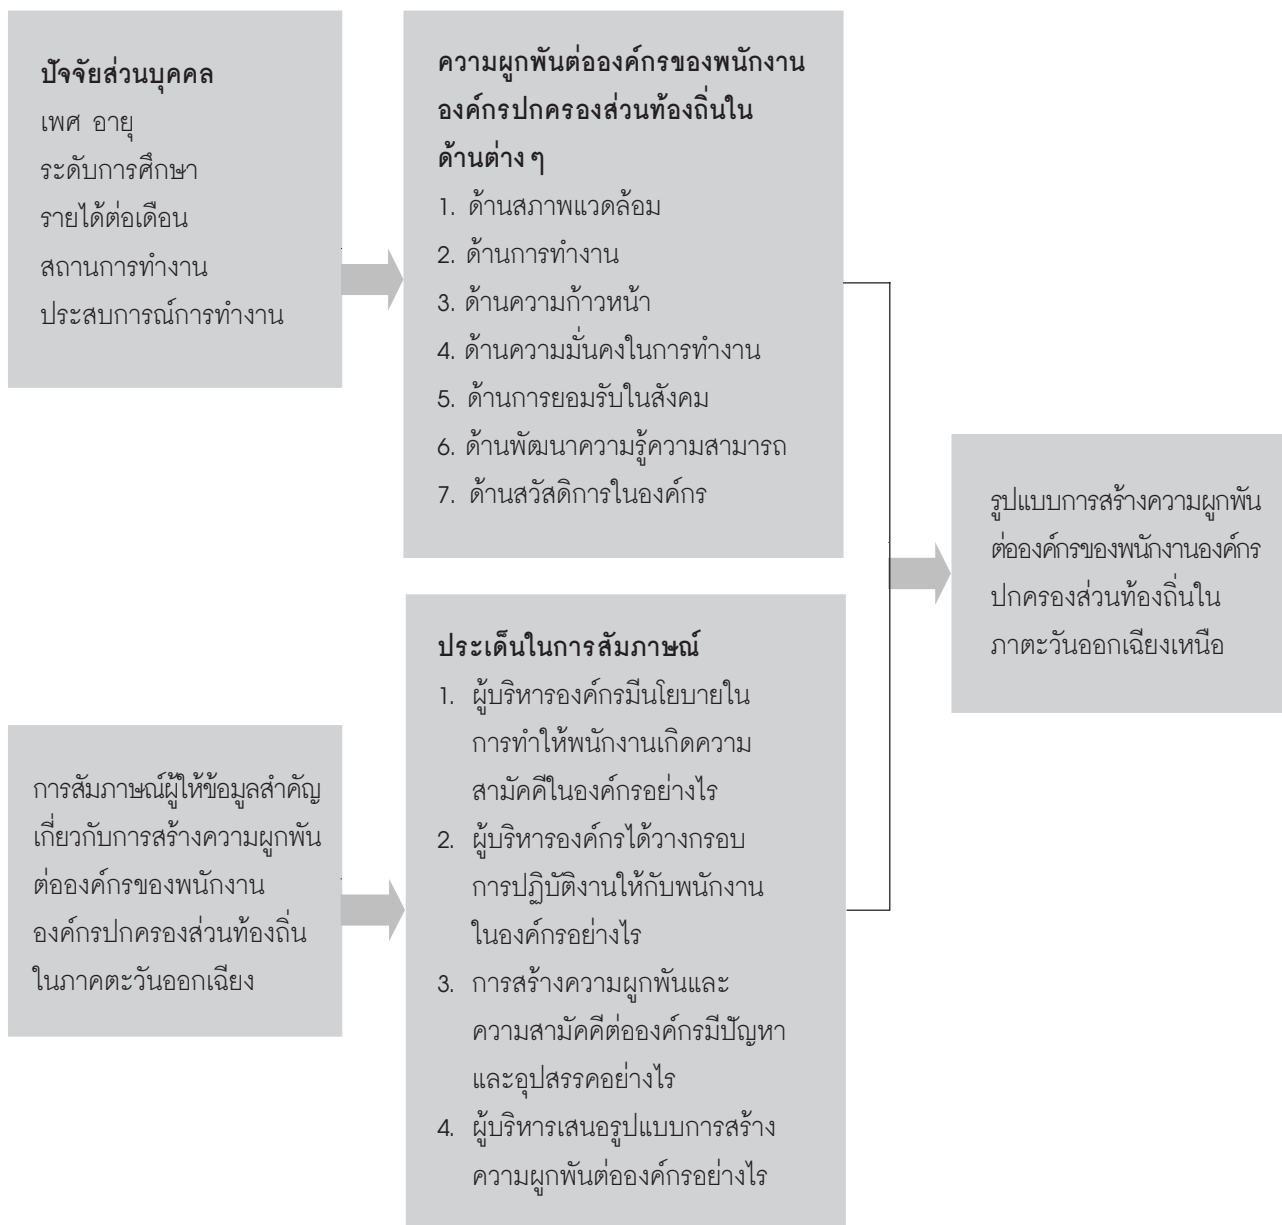 ปัจจัยส่วนบุคคล
เพศ อายุ
ระดับการศึกษา
รายได้ต่อเดือน
สถานการทำงาน
ประสบการณ์การทำงาน
ความผูกพันต่อองค์กรของพนักงาน
องค์กรปกครองส่วนท้องถิ่นใน
ด้านต่าง ๆ
1. ด้านสภาพแวดล้อม
2. ด้านการทำงาน
3. ด้านความก้าวหน้า
4. ด้านความมั่นคงในการทำงาน
5. ด้านการยอมรับในสังคม
6. ด้านพัฒนาความรู้ความสามารถ
7. ด้านสวัสดิการในองค์กร
การสัมภาษณ์ผู้ให้ข้อมูลสำคัญ
เกี่ยวกับการสร้างความผูกพัน
ต่อองค์กรของพนักงาน
องค์กรปกครองส่วนท้องถิ่น
ในภาคตะวันออกเฉียง
ประเด็นในการสัมภาษณ์
1. ผู้บริหารองค์กรมีนโยบายใน
การทำให้พนักงานเกิดความ
สามัคคีในองค์กรอย่างไร
2. ผู้บริหารองค์กรได้วางกรอบ
การปฏิบัติงานให้กับพนักงาน
ในองค์กรอย่างไร
3. การสร้างความผูกพันและ
ความสามัคคีต่อองค์กรมีปัญหา
และอุปสรรคอย่างไร
4. ผู้บริหารเสนอรูปแบบการสร้าง
ความผูกพันต่อองค์กรอย่างไร
รูปแบบการสร้างความผูกพัน
ต่อองค์กรของพนักงานองค์กร
ปกครองส่วนท้องถิ่นใน
ภาตะวันออกเฉียงเหนือ